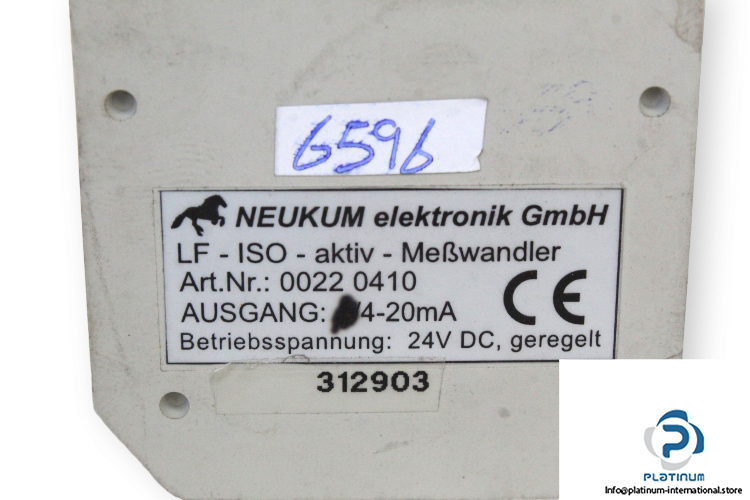 6596
NEUKUM elektronik GmbH
LF - ISO - aktiv - Meßwandler
Art.Nr.: 0022 0410
AUSGANG: /4-20mA
CE
Betriebsspannung: 24V DC, geregelt
312903
PLATINUM
Info@platinum-international.store